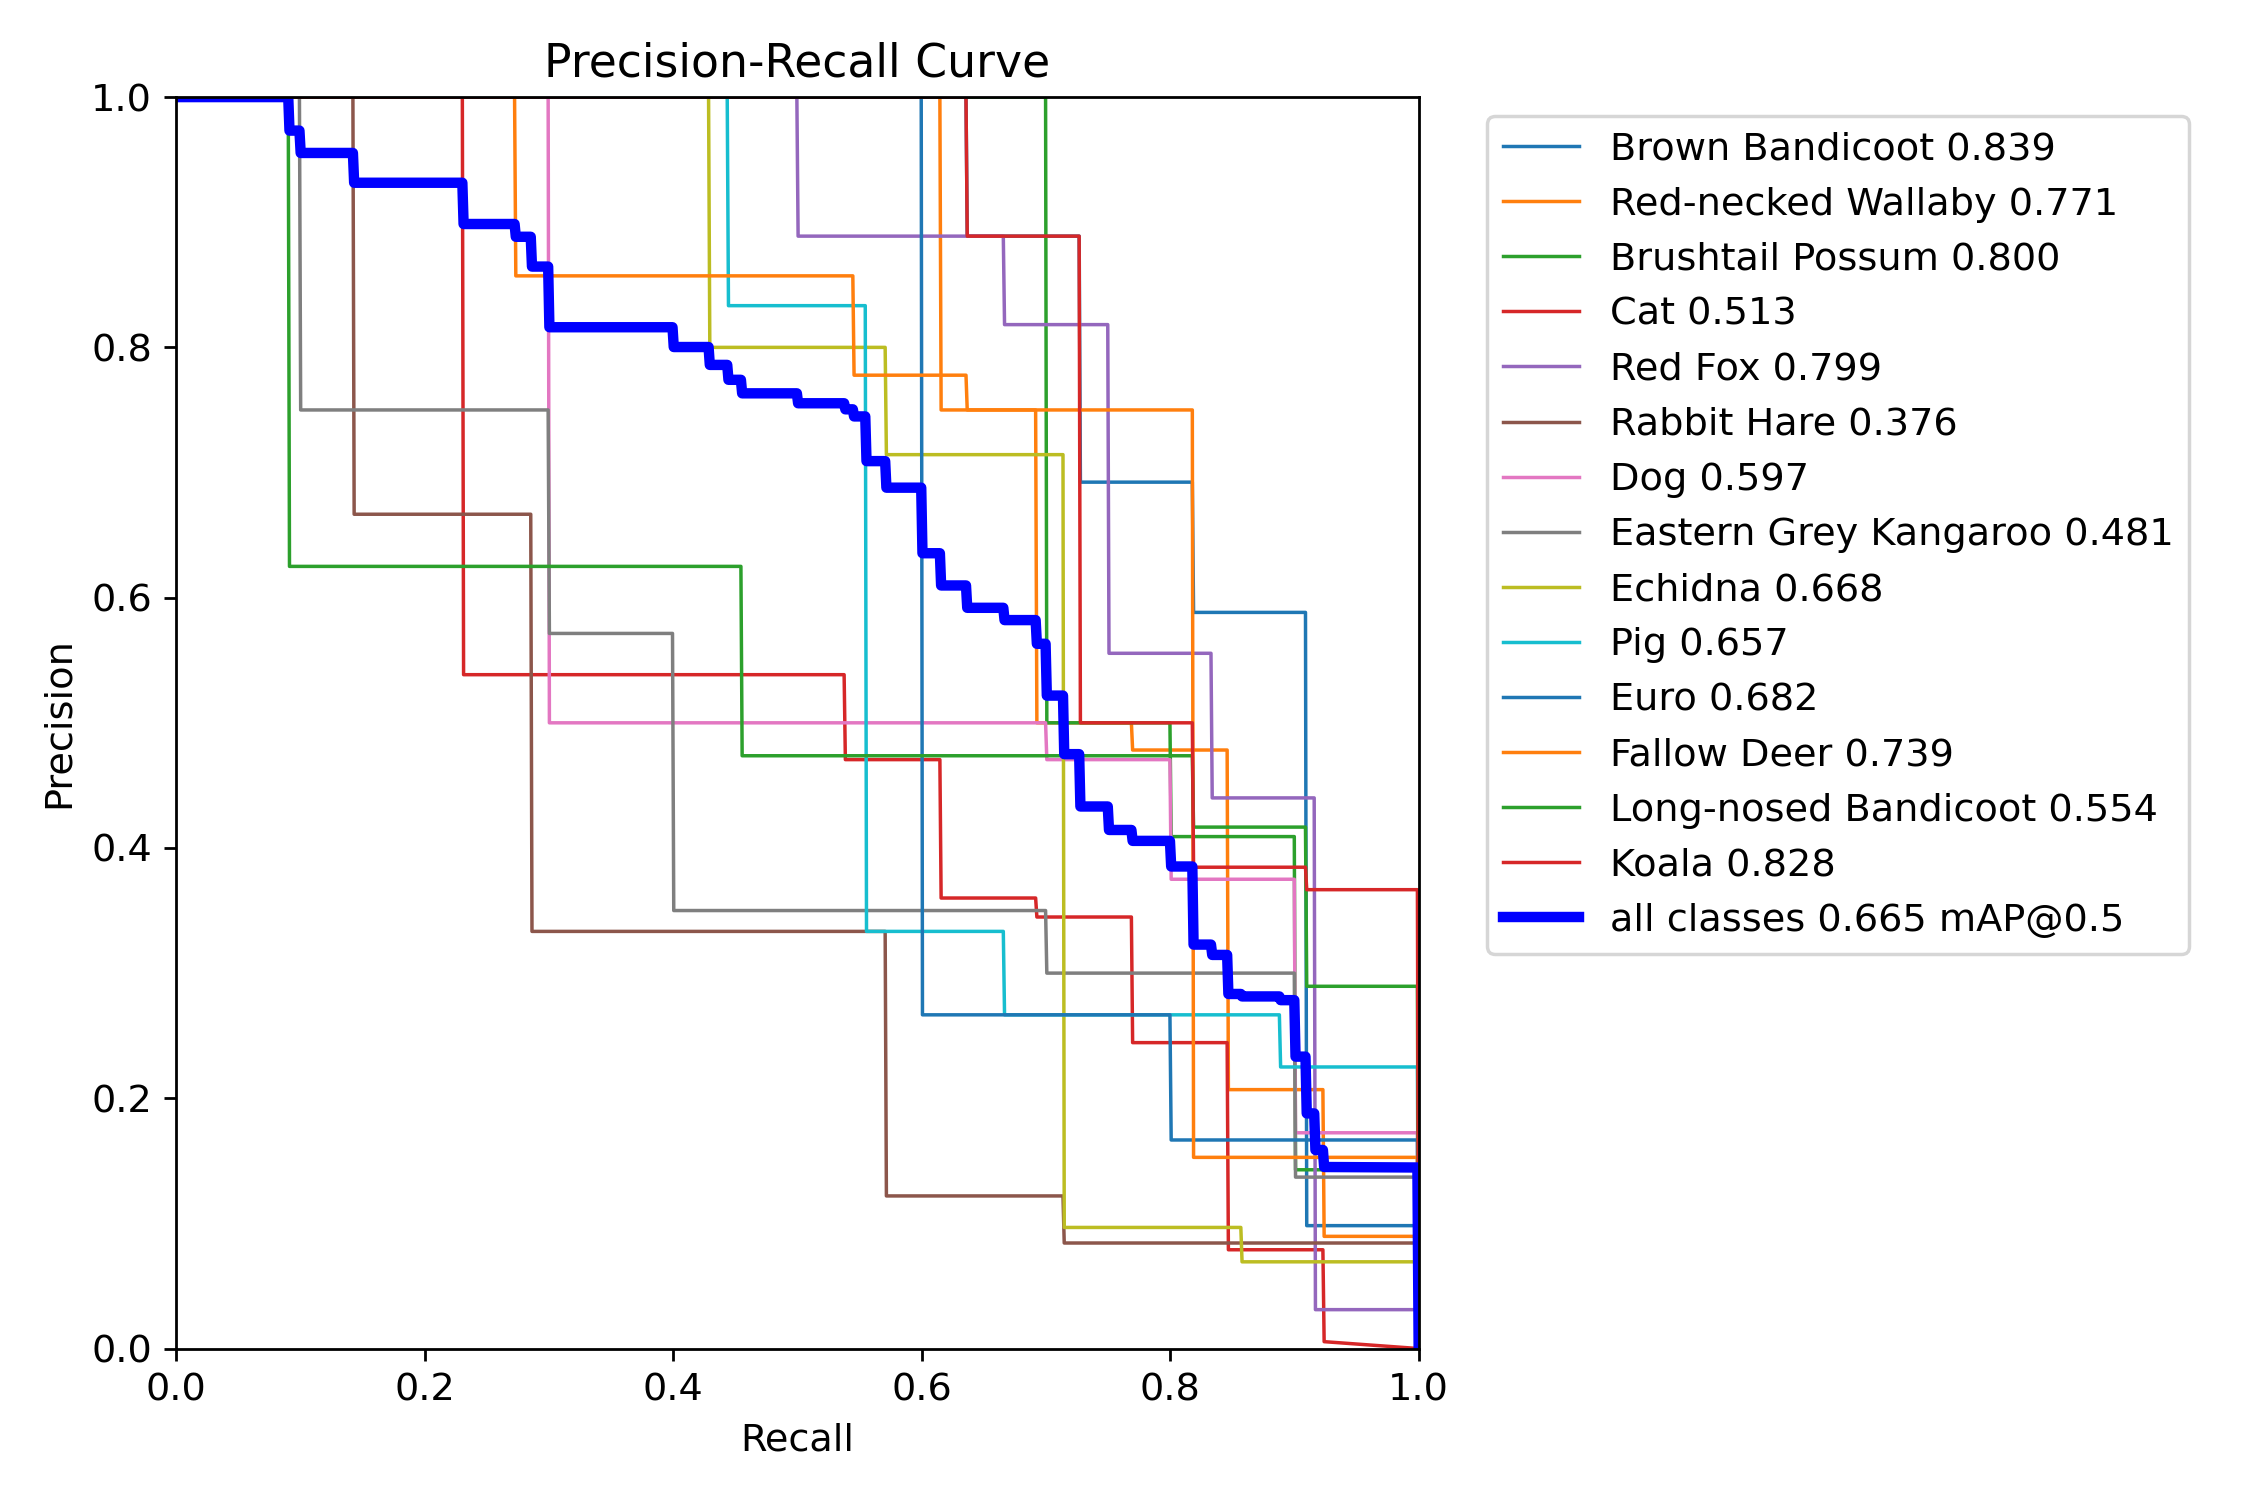 Precision-Recall Curve
1.0
0.8
0.6
0.4
0.2
0.0
Precision
0.0 0.2 0.4 0.6 0.8 1.0
Recall
Brown Bandicoot 0.839
Red-necked Wallaby 0.771
Brushtail Possum 0.800
Cat 0.513
Red Fox 0.799
Rabbit Hare 0.376
Dog 0.597
Eastern Grey Kangaroo 0.481
Echidna 0.668
Pig 0.657
Euro 0.682
Fallow Deer 0.739
Long-nosed Bandicoot 0.554
Koala 0.828
all classes 0.665 mAP@0.5